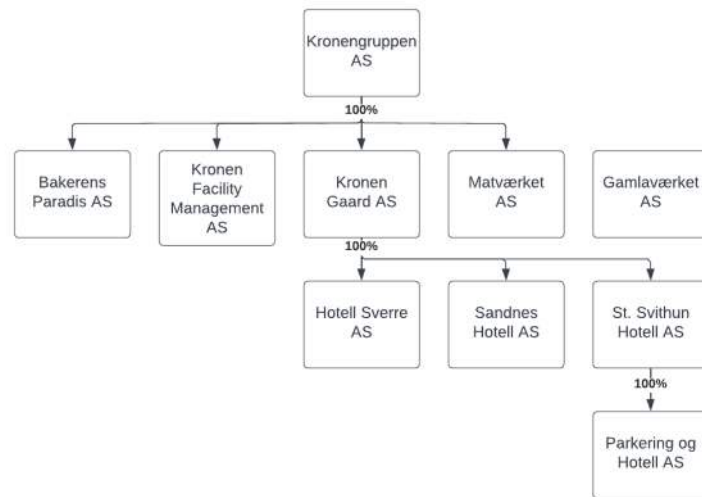 Kronengruppen
AS
100%
Bakerens
Paradis AS
Kronen
Facility
Management
AS
Kronen
Gaard AS
Matværket
AS
Gamlaværket
AS
100%
Hotell Sverre
AS
Sandnes
Hotell AS
St. Svithun
Hotell AS
100%
Parkering og
Hotell AS